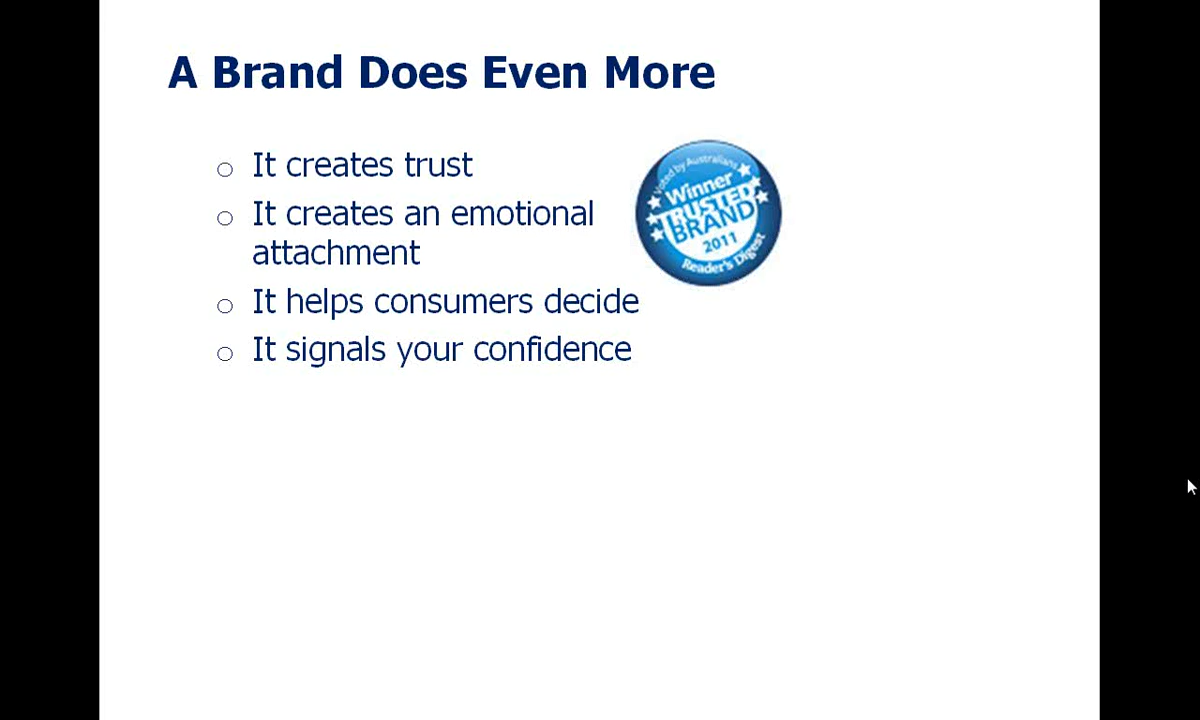 A Brand Does Even More
It creates trust
It creates an emotional
attachment
It helps consumers decide
It signals your confidence
Voted by Australians
Winner
TRUSTED
BRAND
2011
Reader's Digest